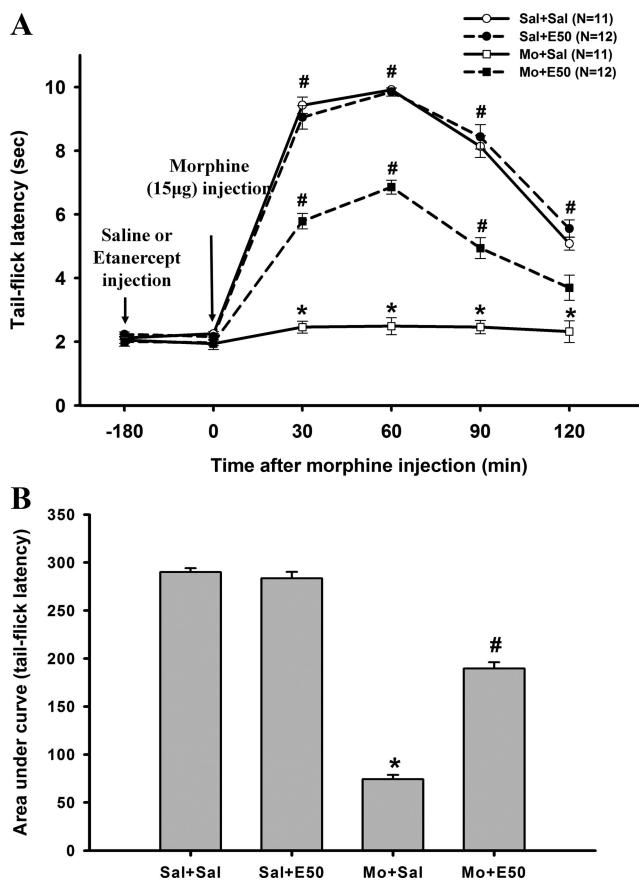 A
Sal+Sal (N=11)
Sal+E50 (N=12)
Mo+Sal (N=11)
Mo+E50 (N=12)
Tail-flick latency (sec)
10
8
6
4
2
0
# # # #
# # #
* * * *
Morphine
(15µg) injection
Saline or
Etanercept
injection
-180 0 30 60 90 120
Time after morphine injection (min)
B
Area under curve (tail-flick latency)
350
300
250
200
150
100
50
0
*
#
Sal+Sal Sal+E50 Mo+Sal Mo+E50